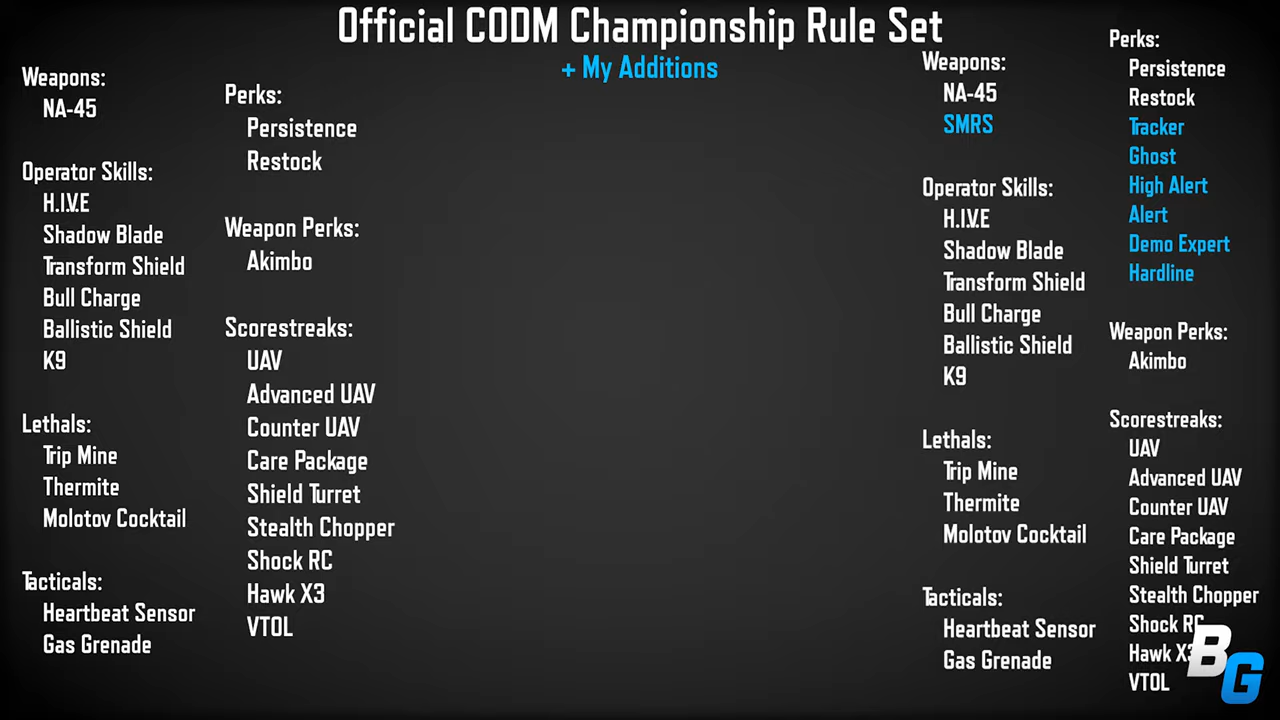 Official CODM Championship Rule Set
+ My Additions
Weapons:
NA-45
Operator Skills:
H.I.V.E
Shadow Blade
Transform Shield
Bull Charge
Ballistic Shield
K9
Lethals:
Trip Mine
Thermite
Molotov Cocktail
Tacticals:
Heartbeat Sensor
Gas Grenade
Perks:
Persistence
Restock
Weapon Perks:
Akimbo
Scorestreaks:
UAV
Advanced UAV
Counter UAV
Care Package
Shield Turret
Stealth Chopper
Shock RC
Hawk X3
VTOL
Weapons:
NA-45
SMRS
Operator Skills:
H.I.V.E
Shadow Blade
Transform Shield
Bull Charge
Ballistic Shield
K9
Lethals:
Trip Mine
Thermite
Molotov Cocktail
Tacticals:
Heartbeat Sensor
Gas Grenade
Perks:
Persistence
Restock
Tracker
Ghost
High Alert
Alert
Demo Expert
Hardline
Weapon Perks:
Akimbo
Scorestreaks:
UAV
Advanced UAV
Counter UAV
Care Package
Shield Turret
Stealth Chopper
Shock RC
Hawk X3
VTOL
BG